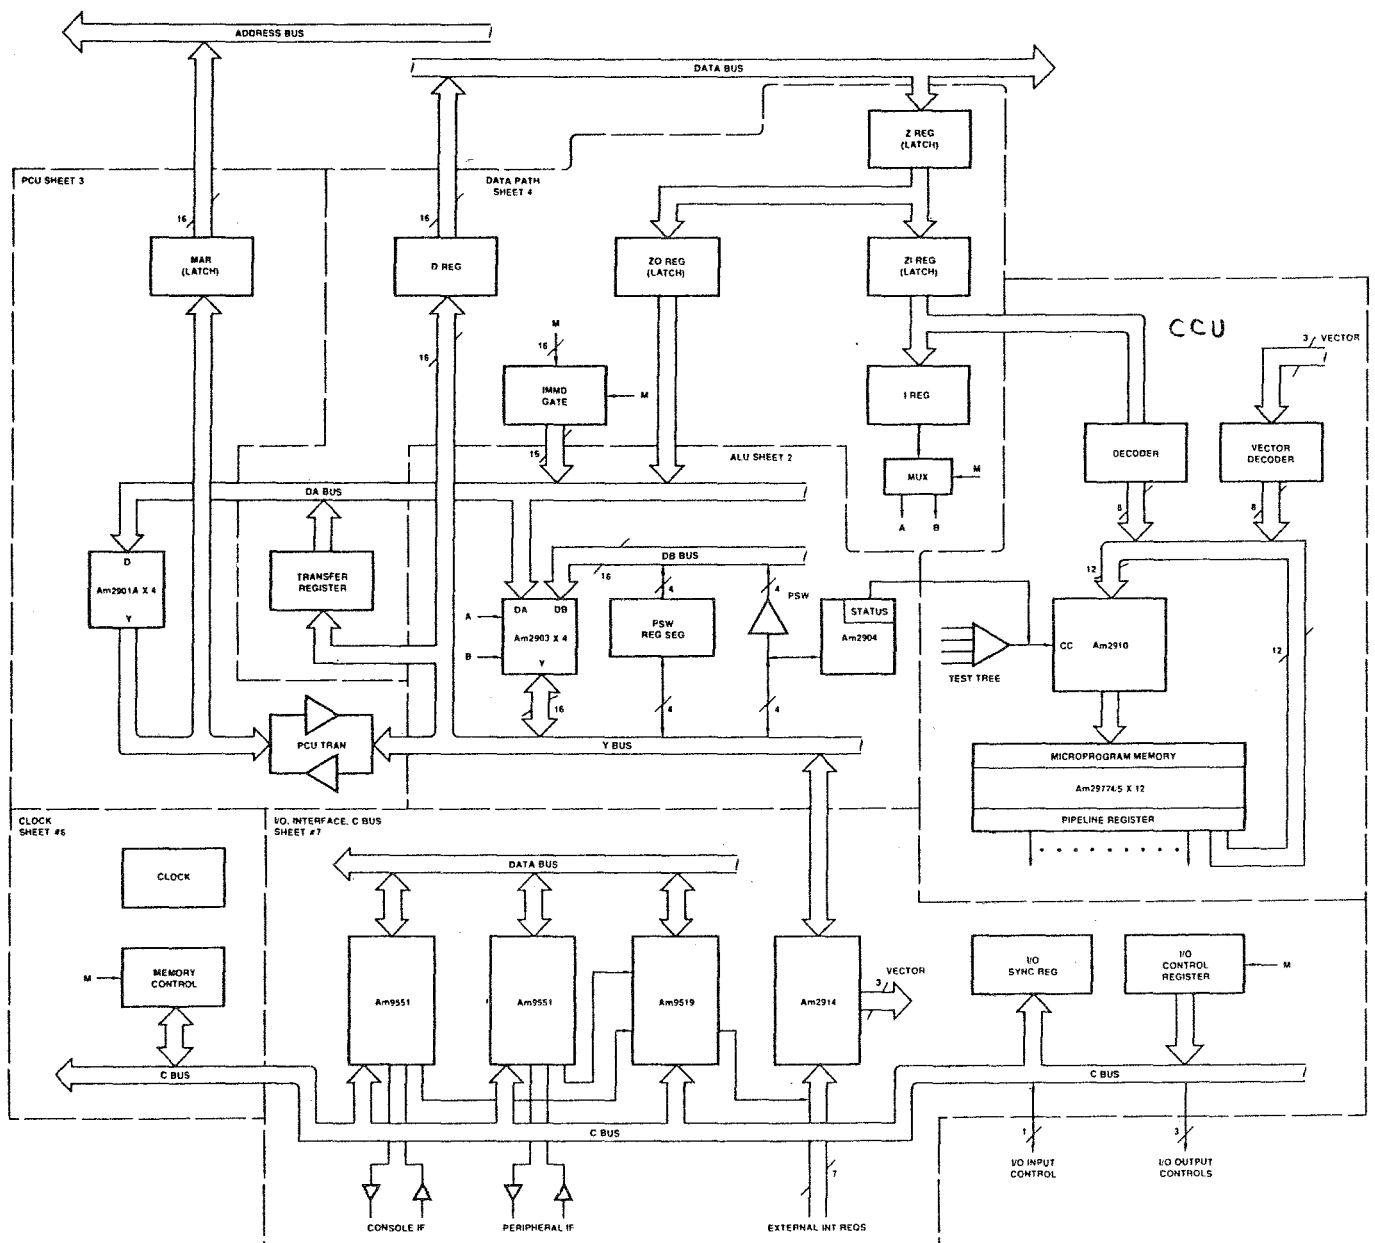 ADDRESS BUS
DATA BUS
Z REG
(LATCH)
PCU SHEET 3
DATA PATH
SHEET 4
16
16
MAR
(LATCH)
D REG
ZO REG
(LATCH)
ZI REG
(LATCH)
CCU
M
16
16
3 VECTOR
IMMD
GATE
M
I REG
15
ALU SHEET 2
DECODER
VECTOR
DECODER
MUX
M
DA BUS
A B
8
8
D
Am2901A X 4
Y
TRANSFER
REGISTER
DB BUS
16
12
4
4
PSW
DA DB
A
Am2903 X 4
B
Y
PSW
REG SEG
STATUS
Am2904
CC
Am2910
TEST TREE
12
16
4
4
PCU TRAN
Y BUS
MICROPROGRAM MEMORY
Am29774/5 X 12
PIPELINE REGISTER
CLOCK
SHEET #6
I/O, INTERFACE, C BUS
SHEET #7
CLOCK
DATA BUS
M
MEMORY
CONTROL
Am9551
Am9551
Am9519
Am2914
3
VECTOR
I/O
SYNC REG
I/O
CONTROL
REGISTER
M
C BUS
C BUS
C BUS
1
3
I/O INPUT
CONTROL
I/O OUTPUT
CONTROLS
7
CONSOLE IF
PERIPHERAL IF
EXTERNAL INT REQS